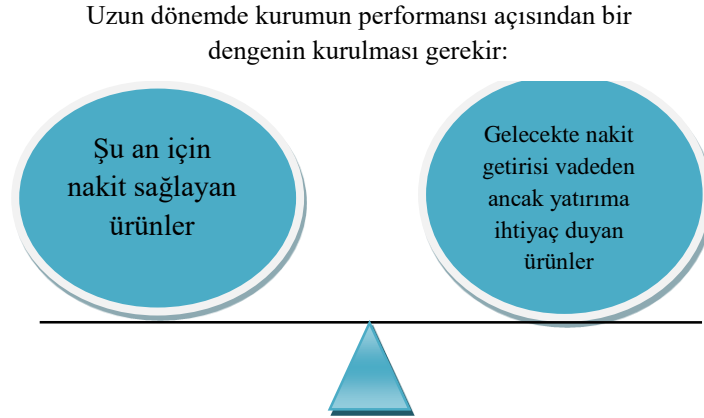 Uzun dönemde kurumun performansı açısından bir
dengenin kurulması gerekir:
Şu an için
nakit sağlayan
ürünler
Gelecekte nakit
getirisi vadeden
ancak yatırıma
ihtiyaç duyan
ürünler